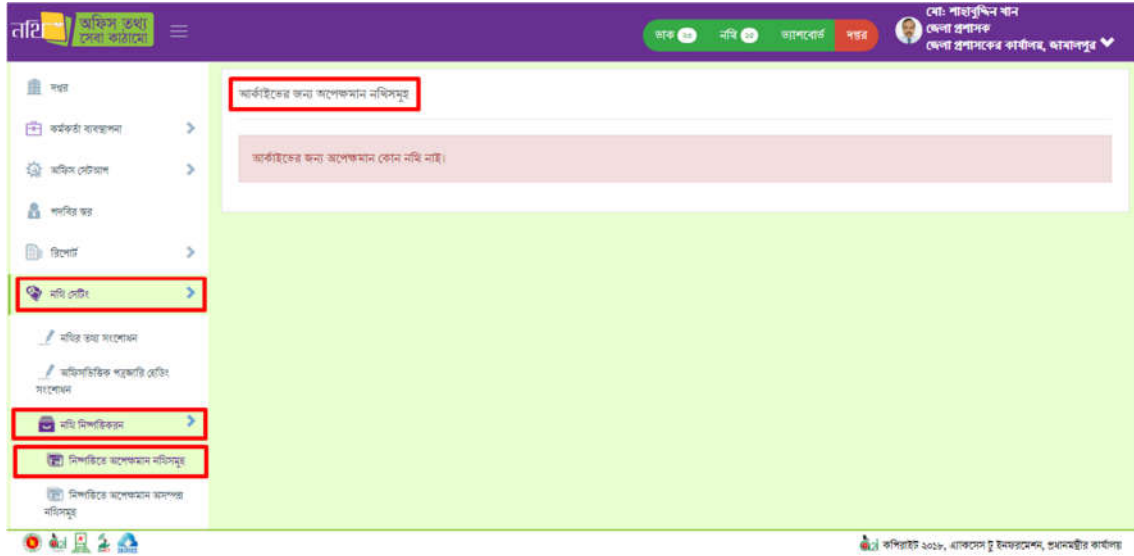 নথি
অফিস তথ্য
সেবা কাঠামো
ডাক
নথি
ড্যাশবোর্ড
দপ্তর
মো: শাহাবুদ্দিন খান
জেলা প্রশাসক
জেলা প্রশাসকের কার্যালয়, জামালপুর
দপ্তর
কর্মকর্তা ব্যবস্থাপনা
অফিস সেটআপ
পদবির স্তর
রিপোর্ট
নথি সেটিং
নথির তথ্য সংশোধন
অফিসভিত্তিক পত্রজারি হেডিং
সংশোধন
নথি নিষ্পত্তিকরন
নিষ্পত্তিতে অপেক্ষমান নথিসমূহ
নিষ্পত্তিতে অপেক্ষমান অসম্পন্ন
নথিসমূহ
আর্কাইভের জন্য অপেক্ষমান নথিসমূহ
আর্কাইভের জন্য অপেক্ষমান কোন নথি নাই।
কপিরাইট ২০১৮, এ্যাকসেস টু ইনফরমেশন, প্রধানমন্ত্রীর কার্যালয়